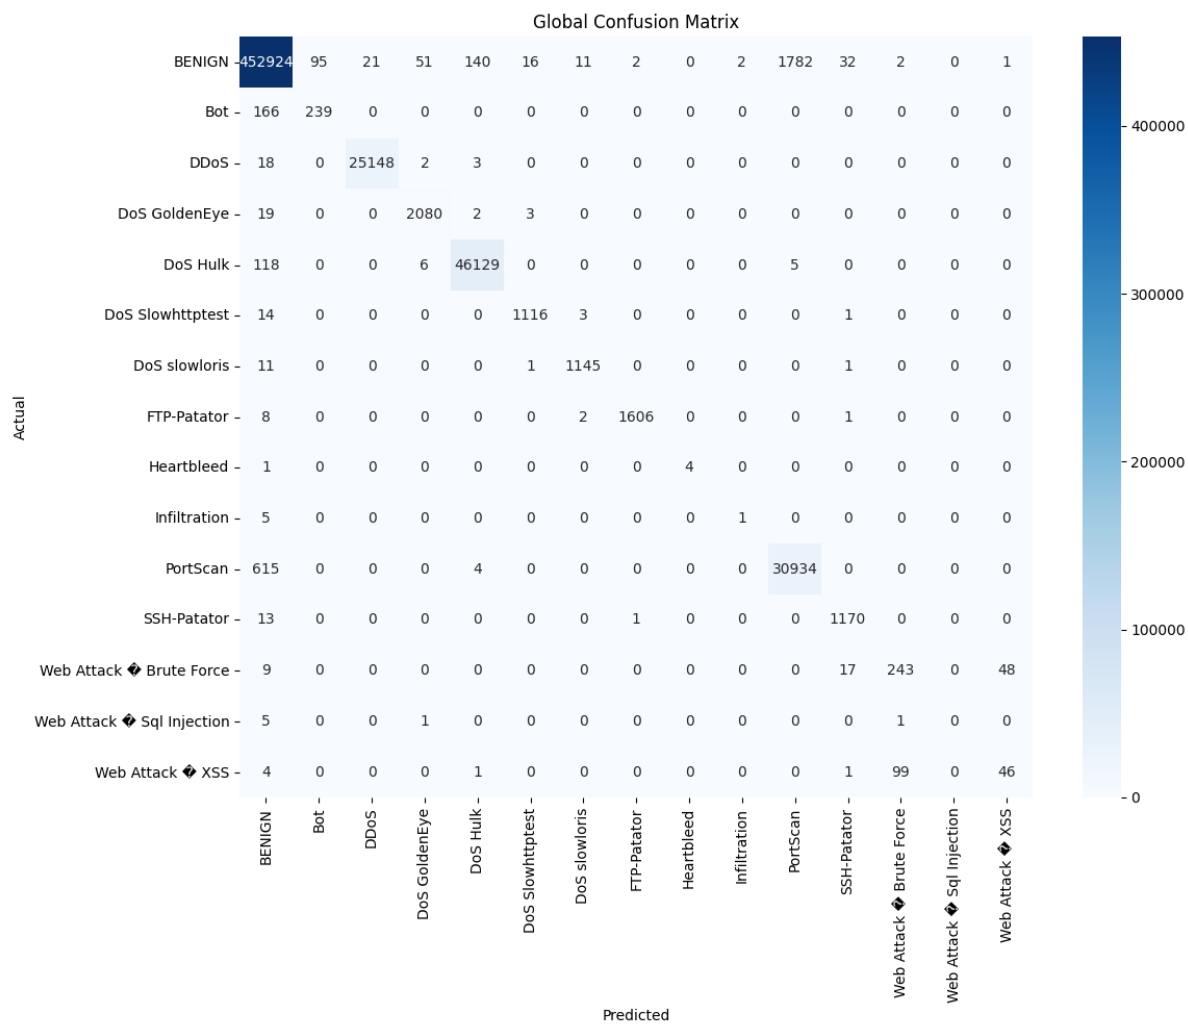 Global Confusion Matrix
BENIGN 452924 95 21 51 140 16 11 2 0 2 1782 32 2 0 1
Bot 166 239 0 0 0 0 0 0 0 0 0 0 0 0 0
400000
DDoS 18 0 25148 2 3 0 0 0 0 0 0 0 0 0 0
DoS GoldenEye 19 0 0 2080 2 3 0 0 0 0 0 0 0 0 0
DoS Hulk 118 0 0 6 46129 0 0 0 0 0 5 0 0 0 0
300000
DoS Slowhttptest 14 0 0 0 0 1116 3 0 0 0 0 1 0 0 0
DoS slowloris 11 0 0 0 0 1 1145 0 0 0 0 1 0 0 0
Actual
FTP-Patator 8 0 0 0 0 0 2 1606 0 0 0 1 0 0 0
Heartbleed 1 0 0 0 0 0 0 0 4 0 0 0 0 0 0
200000
Infiltration 5 0 0 0 0 0 0 0 0 1 0 0 0 0 0
PortScan 615 0 0 0 4 0 0 0 0 0 30934 0 0 0 0
SSH-Patator 13 0 0 0 0 0 0 1 0 0 0 1170 0 0 0
100000
Web Attack � Brute Force 9 0 0 0 0 0 0 0 0 0 0 17 243 0 48
Web Attack � Sql Injection 5 0 0 1 0 0 0 0 0 0 0 0 1 0 0
Web Attack � XSS 4 0 0 0 1 0 0 0 0 0 0 1 99 0 46
0
BENIGN
Bot
DDoS
DoS GoldenEye
DoS Hulk
DoS Slowhttptest
DoS slowloris
FTP-Patator
Heartbleed
Infiltration
PortScan
SSH-Patator
Web Attack � Brute Force
Web Attack � Sql Injection
Web Attack � XSS
Predicted